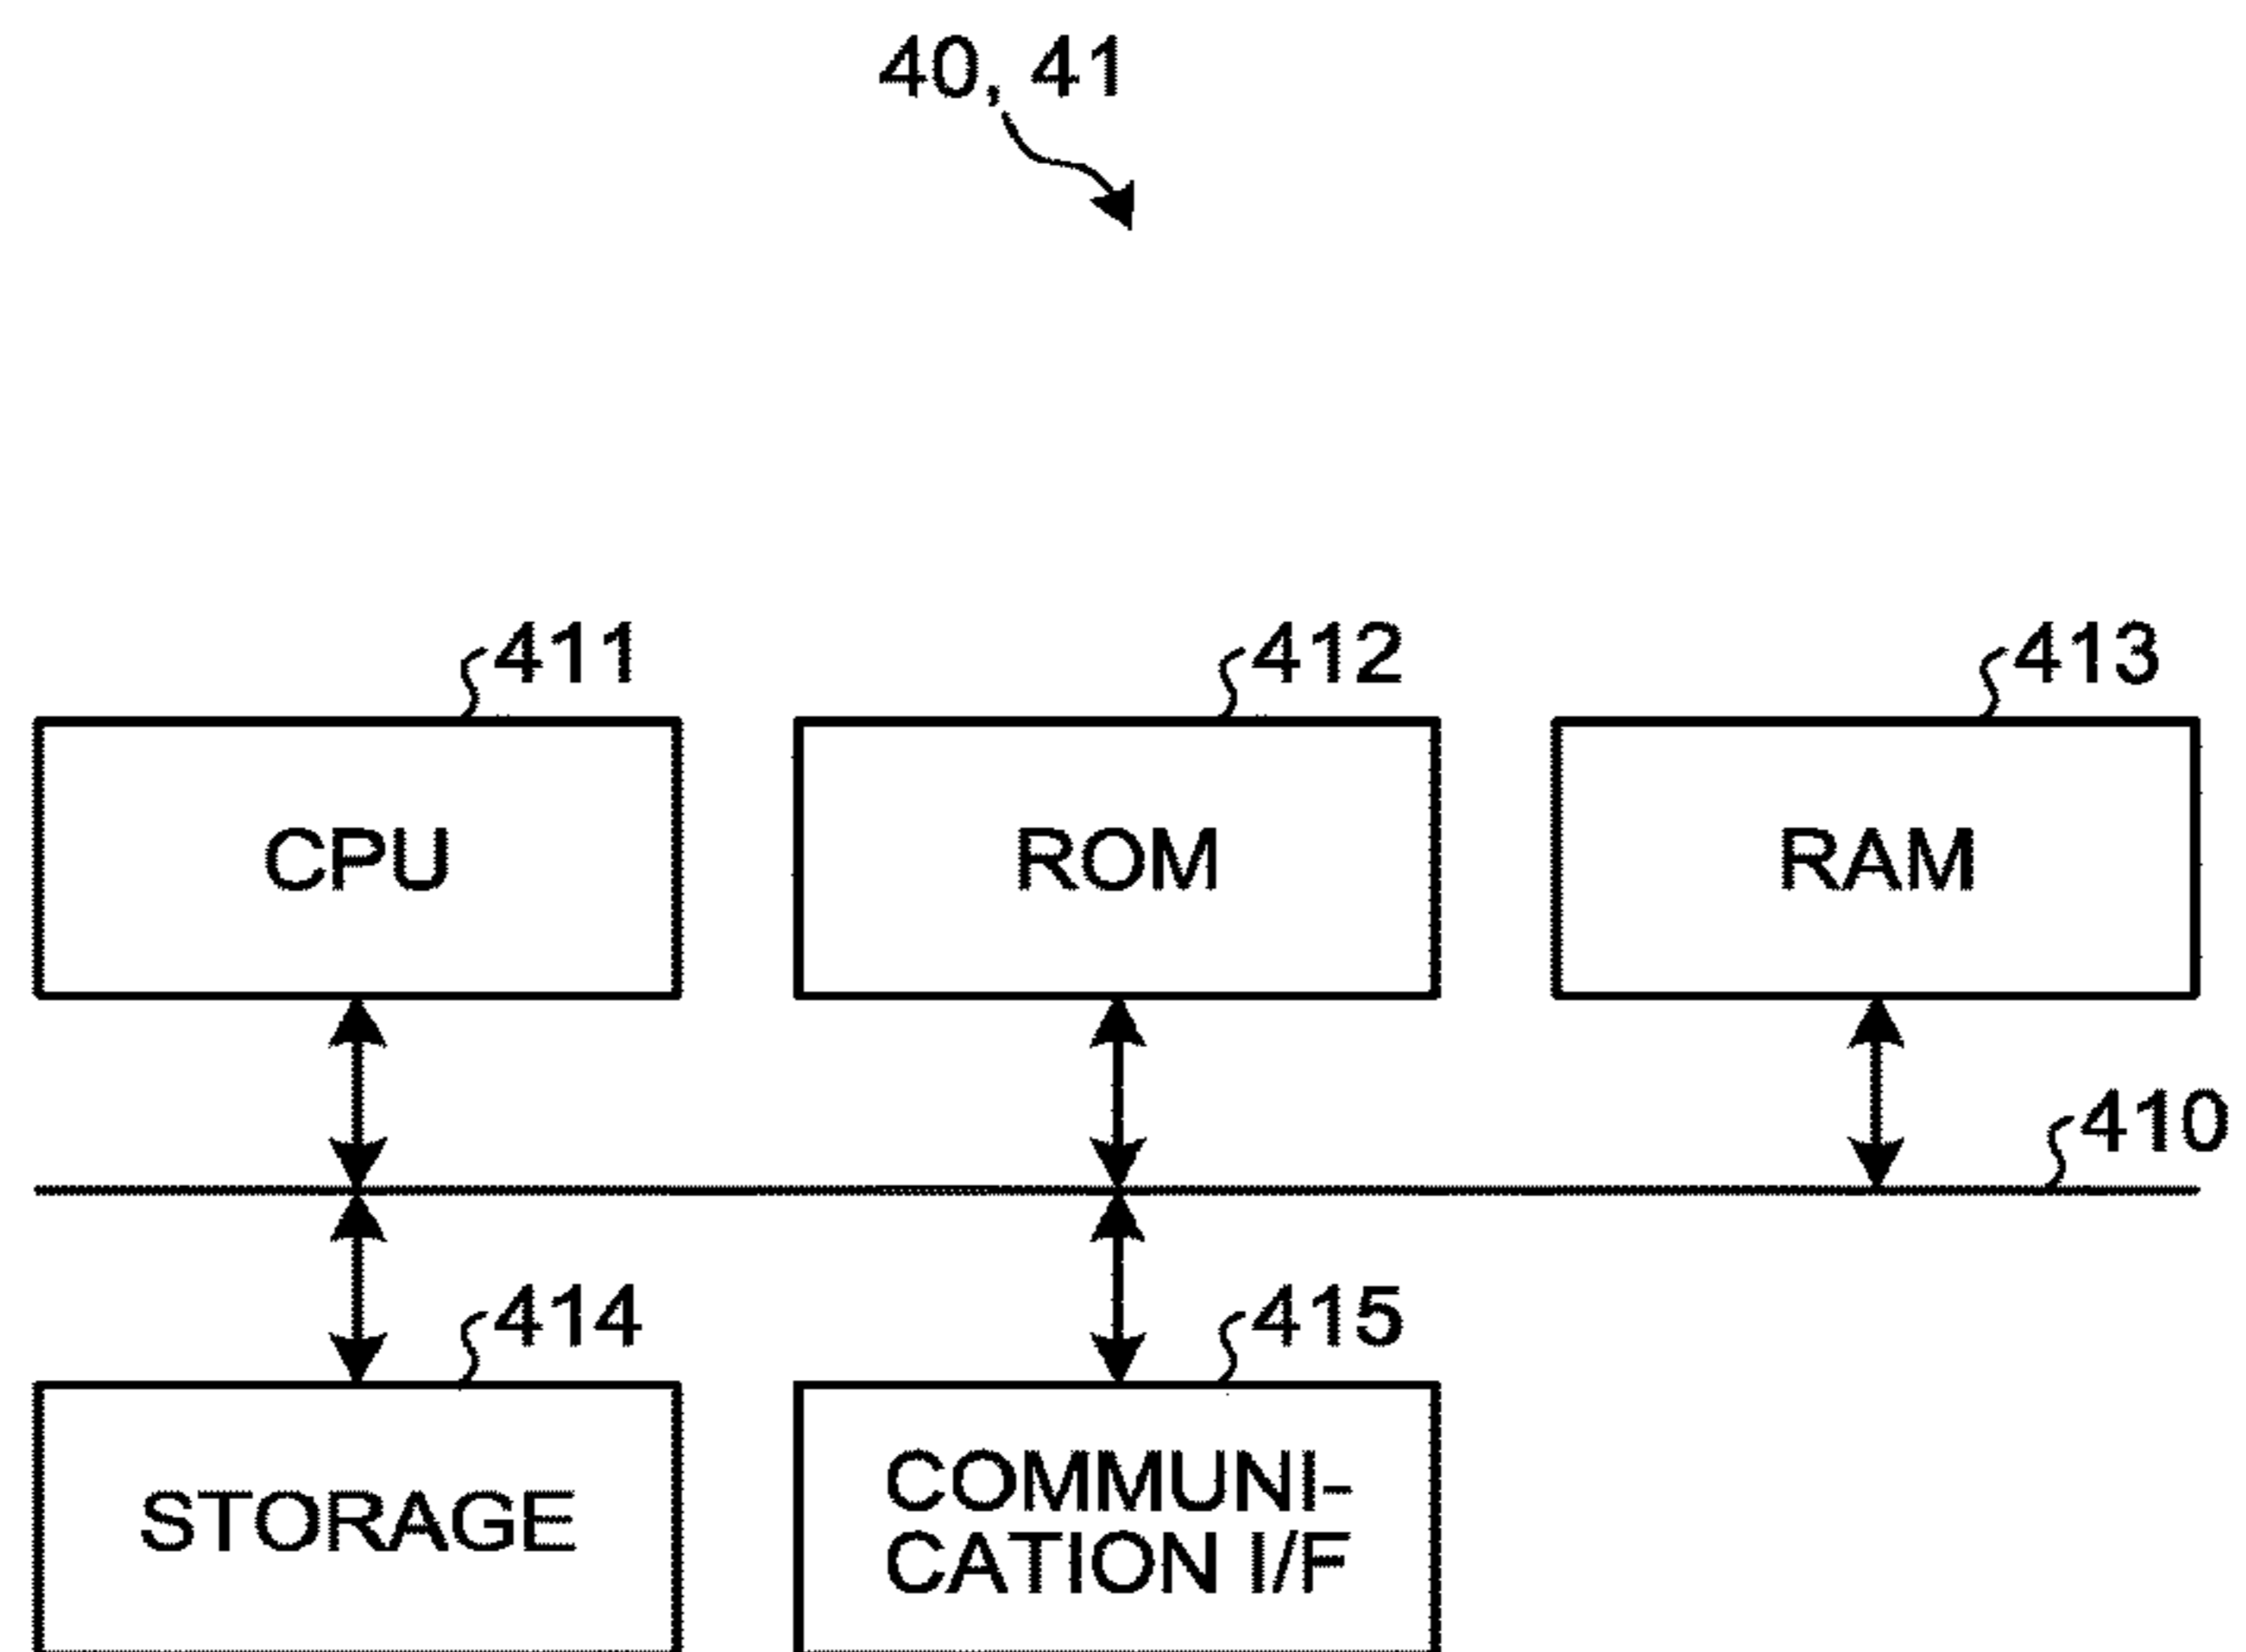 40, 41
411
412
413
CPU
ROM
RAM
410
414
415
STORAGE
COMMUNI-
CATION I/F